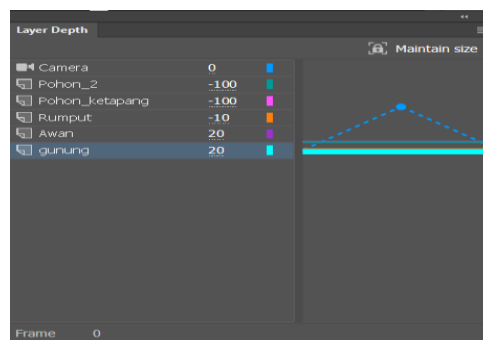 Layer Depth
Maintain size
Camera 0
Pohon_2 -100
Pohon_ketapang -100
Rumput -10
Awan 20
gunung 20
Frame 0